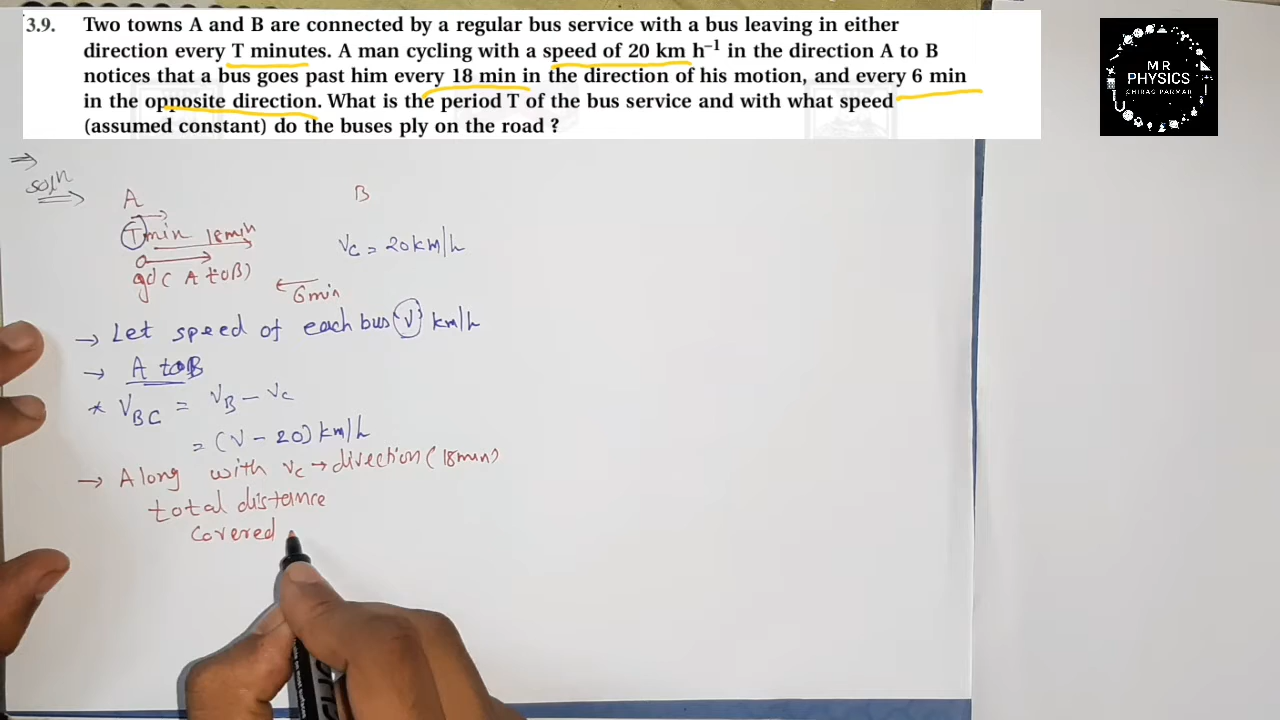 3.9. Two towns A and B are connected by a regular bus service with a bus leaving in either
direction every T minutes. A man cycling with a speed of 20 km h⁻¹ in the direction A to B
notices that a bus goes past him every 18 min in the direction of his motion, and every 6 min
in the opposite direction. What is the period T of the bus service and with what speed
(assumed constant) do the buses ply on the road ?
MR
PHYSICS
CHIRAG PARMAR
⇒
soln
A B
Tmin 18min
Vc = 20km/h
(A to B)
6min
→ Let speed of each bus V km/h
→ A to B
* VBC = VB - Vc
= (V - 20) km/h
→ Along with Vc → direction (18min)
total distance
covered